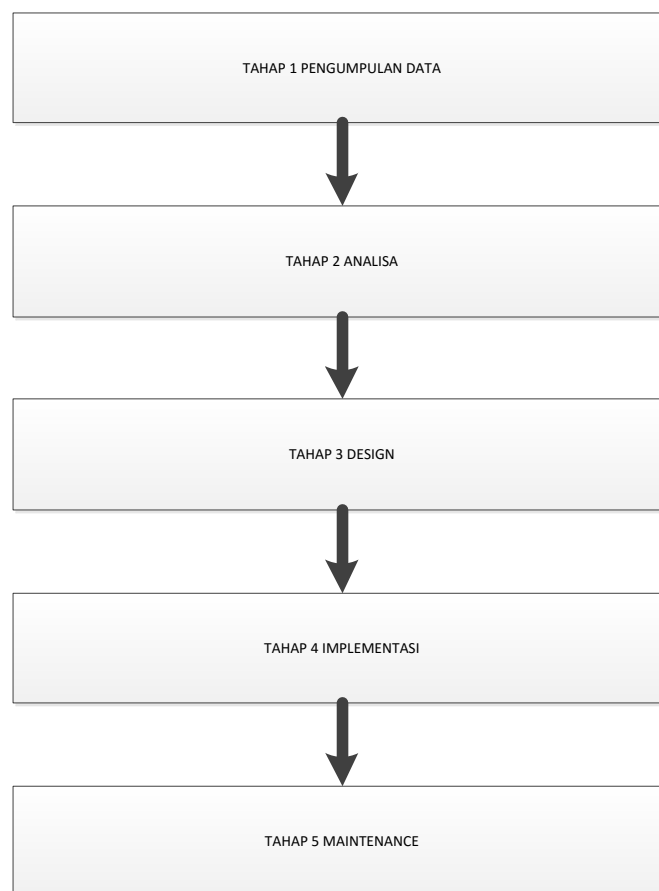 TAHAP 1 PENGUMPULAN DATA
TAHAP 2 ANALISA
TAHAP 3 DESIGN
TAHAP 4 IMPLEMENTASI
TAHAP 5 MAINTENANCE